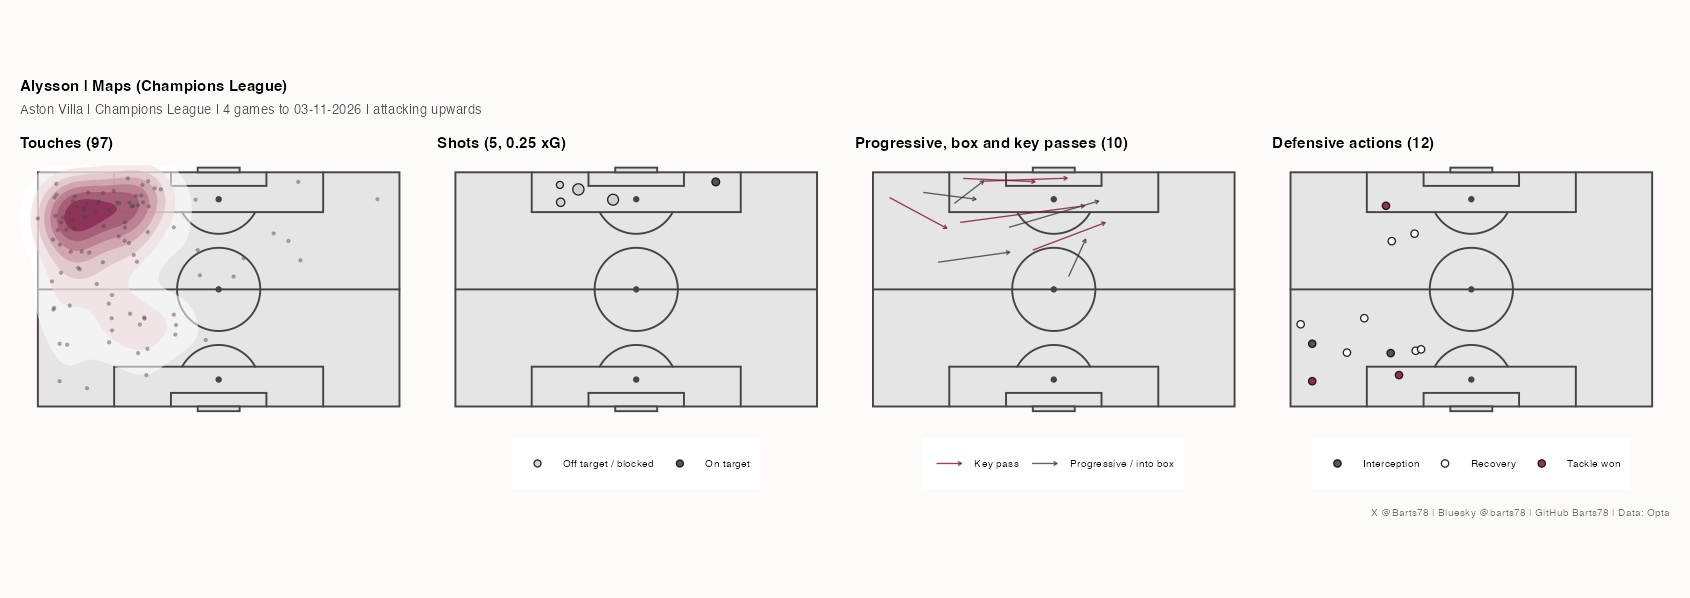 Alysson | Maps (Champions League)
Aston Villa | Champions League | 4 games to 03-11-2026 | attacking upwards
Touches (97)
Shots (5, 0.25 xG)
Progressive, box and key passes (10)
Defensive actions (12)
Off target / blocked
On target
Key pass
Progressive / into box
Interception
Recovery
Tackle won
X @Barts78 | Bluesky @barts78 | GitHub Barts78 | Data: Opta